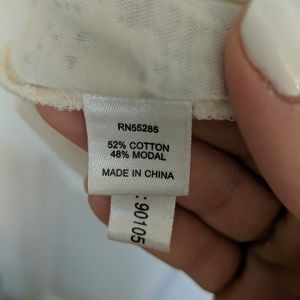 RN55285
52% COTTON
48% MODAL
MADE IN CHINA
: 90105